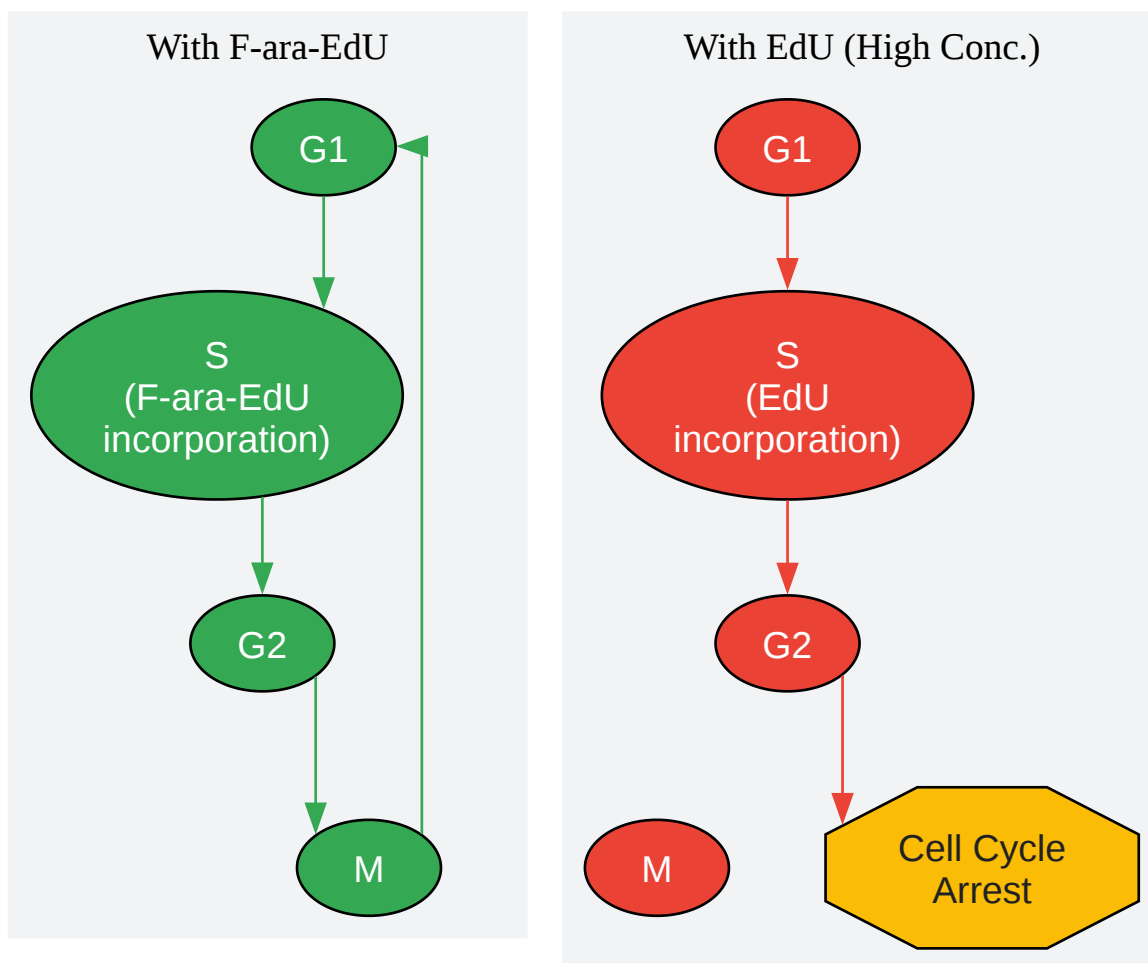 With F-ara-EdU
G1
S
(F-ara-EdU
incorporation)
G2
M
With EdU (High Conc.)
G1
S
(EdU
incorporation)
G2
M
Cell Cycle
Arrest